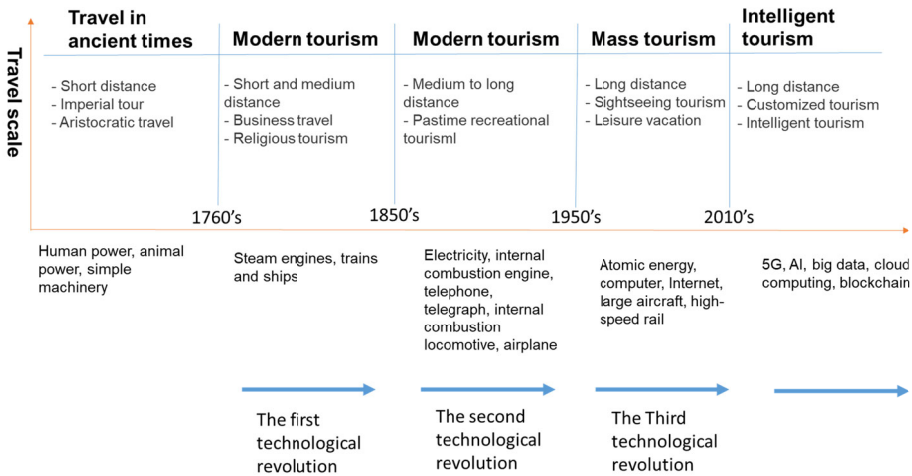 Travel in
ancient times
Modern tourism
Modern tourism
Mass tourism
Intelligent
tourism
Travel scale
- Short distance
- Imperial tour
- Aristocratic travel
- Short and medium
distance
- Business travel
- Religious tourism
- Medium to long
distance
- Pastime recreational
tourisml
- Long distance
- Sightseeing tourism
- Leisure vacation
- Long distance
- Customized tourism
- Intelligent tourism
1760's
1850's
1950's
2010's
Human power, animal
power, simple
machinery
Steam engines, trains
and ships
Electricity, internal
combustion engine,
telephone,
telegraph, internal
combustion
locomotive, airplane
Atomic energy,
computer, Internet,
large aircraft, high-
speed rail
5G, AI, big data, cloud
computing, blockchain
The first
technological
revolution
The second
technological
revolution
The Third
technological
revolution